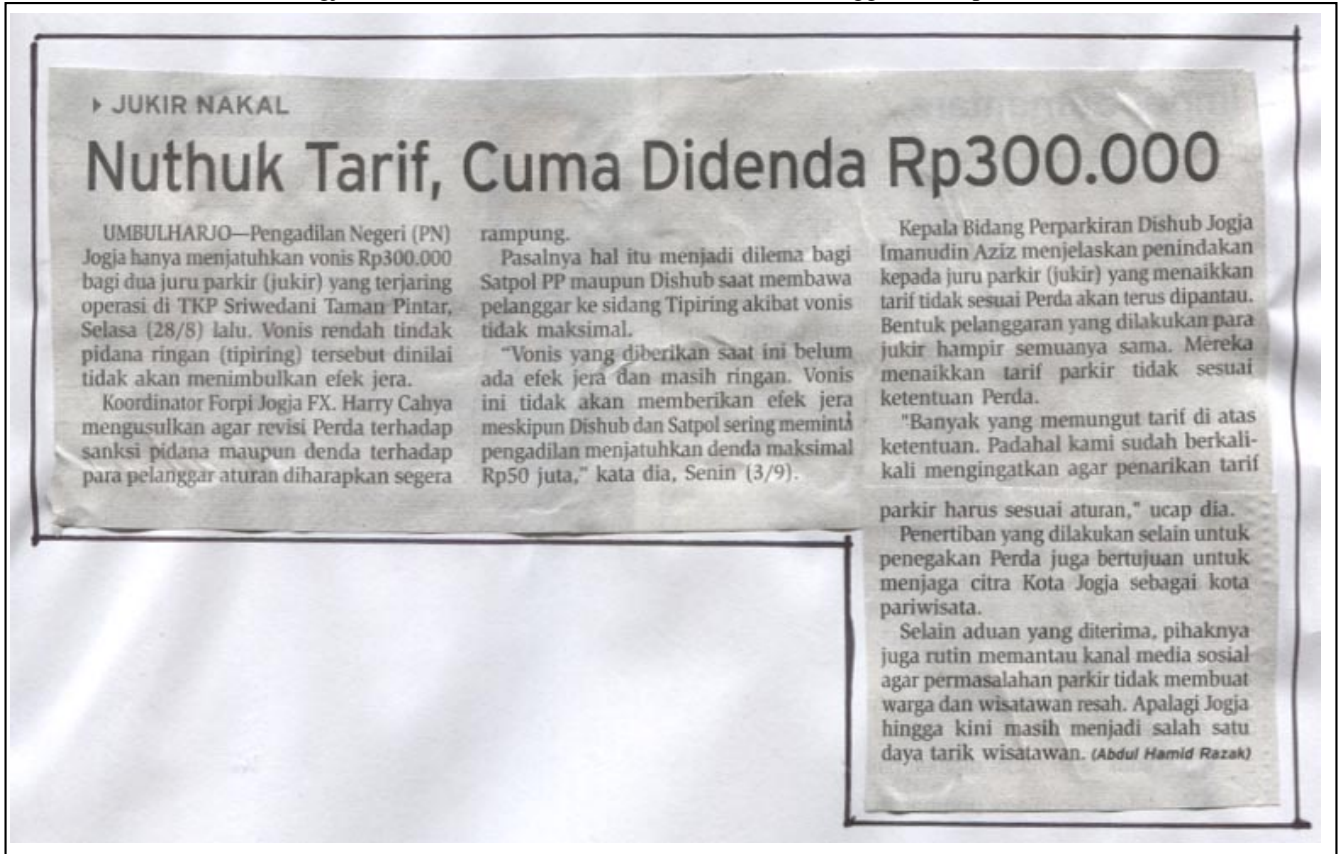 JUKIR NAKAL
Nuthuk Tarif, Cuma Didenda Rp300.000
UMBULHARJO—Pengadilan Negeri (PN)
Jogja hanya menjatuhkan vonis Rp300.000
bagi dua juru parkir (jukir) yang terjaring
operasi di TKP Sriwedani Taman Pintar,
Selasa (28/8) lalu. Vonis rendah tindak
pidana ringan (tipiring) tersebut dinilai
tidak akan menimbulkan efek jera.
Koordinator Forpi Jogja FX. Harry Cahya
mengusulkan agar revisi Perda terhadap
sanksi pidana maupun denda terhadap
para pelanggar aturan diharapkan segera
rampung.
Pasalnya hal itu menjadi dilema bagi
Satpol PP maupun Dishub saat membawa
pelanggar ke sidang Tipiring akibat vonis
tidak maksimal.
"Vonis yang diberikan saat ini belum
ada efek jera dan masih ringan. Vonis
ini tidak akan memberikan efek jera
meskipun Dishub dan Satpol sering meminta
pengadilan menjatuhkan denda maksimal
Rp50 juta," kata dia, Senin (3/9).
Kepala Bidang Perparkiran Dishub Jogja
Imanudin Aziz menjelaskan penindakan
kepada juru parkir (jukir) yang menaikkan
tarif tidak sesuai Perda akan terus dipantau.
Bentuk pelanggaran yang dilakukan para
jukir hampir semuanya sama. Mereka
menaikkan tarif parkir tidak sesuai
ketentuan Perda.
"Banyak yang memungut tarif di atas
ketentuan. Padahal kami sudah berkali-
kali mengingatkan agar penarikan tarif
parkir harus sesuai aturan," ucap dia.
Penertiban yang dilakukan selain untuk
penegakan Perda juga bertujuan untuk
menjaga citra Kota Jogja sebagai kota
pariwisata.
Selain aduan yang diterima, pihaknya
juga rutin memantau kanal media sosial
agar permasalahan parkir tidak membuat
warga dan wisatawan resah. Apalagi Jogja
hingga kini masih menjadi salah satu
daya tarik wisatawan. (Abdul Hamid Razak)